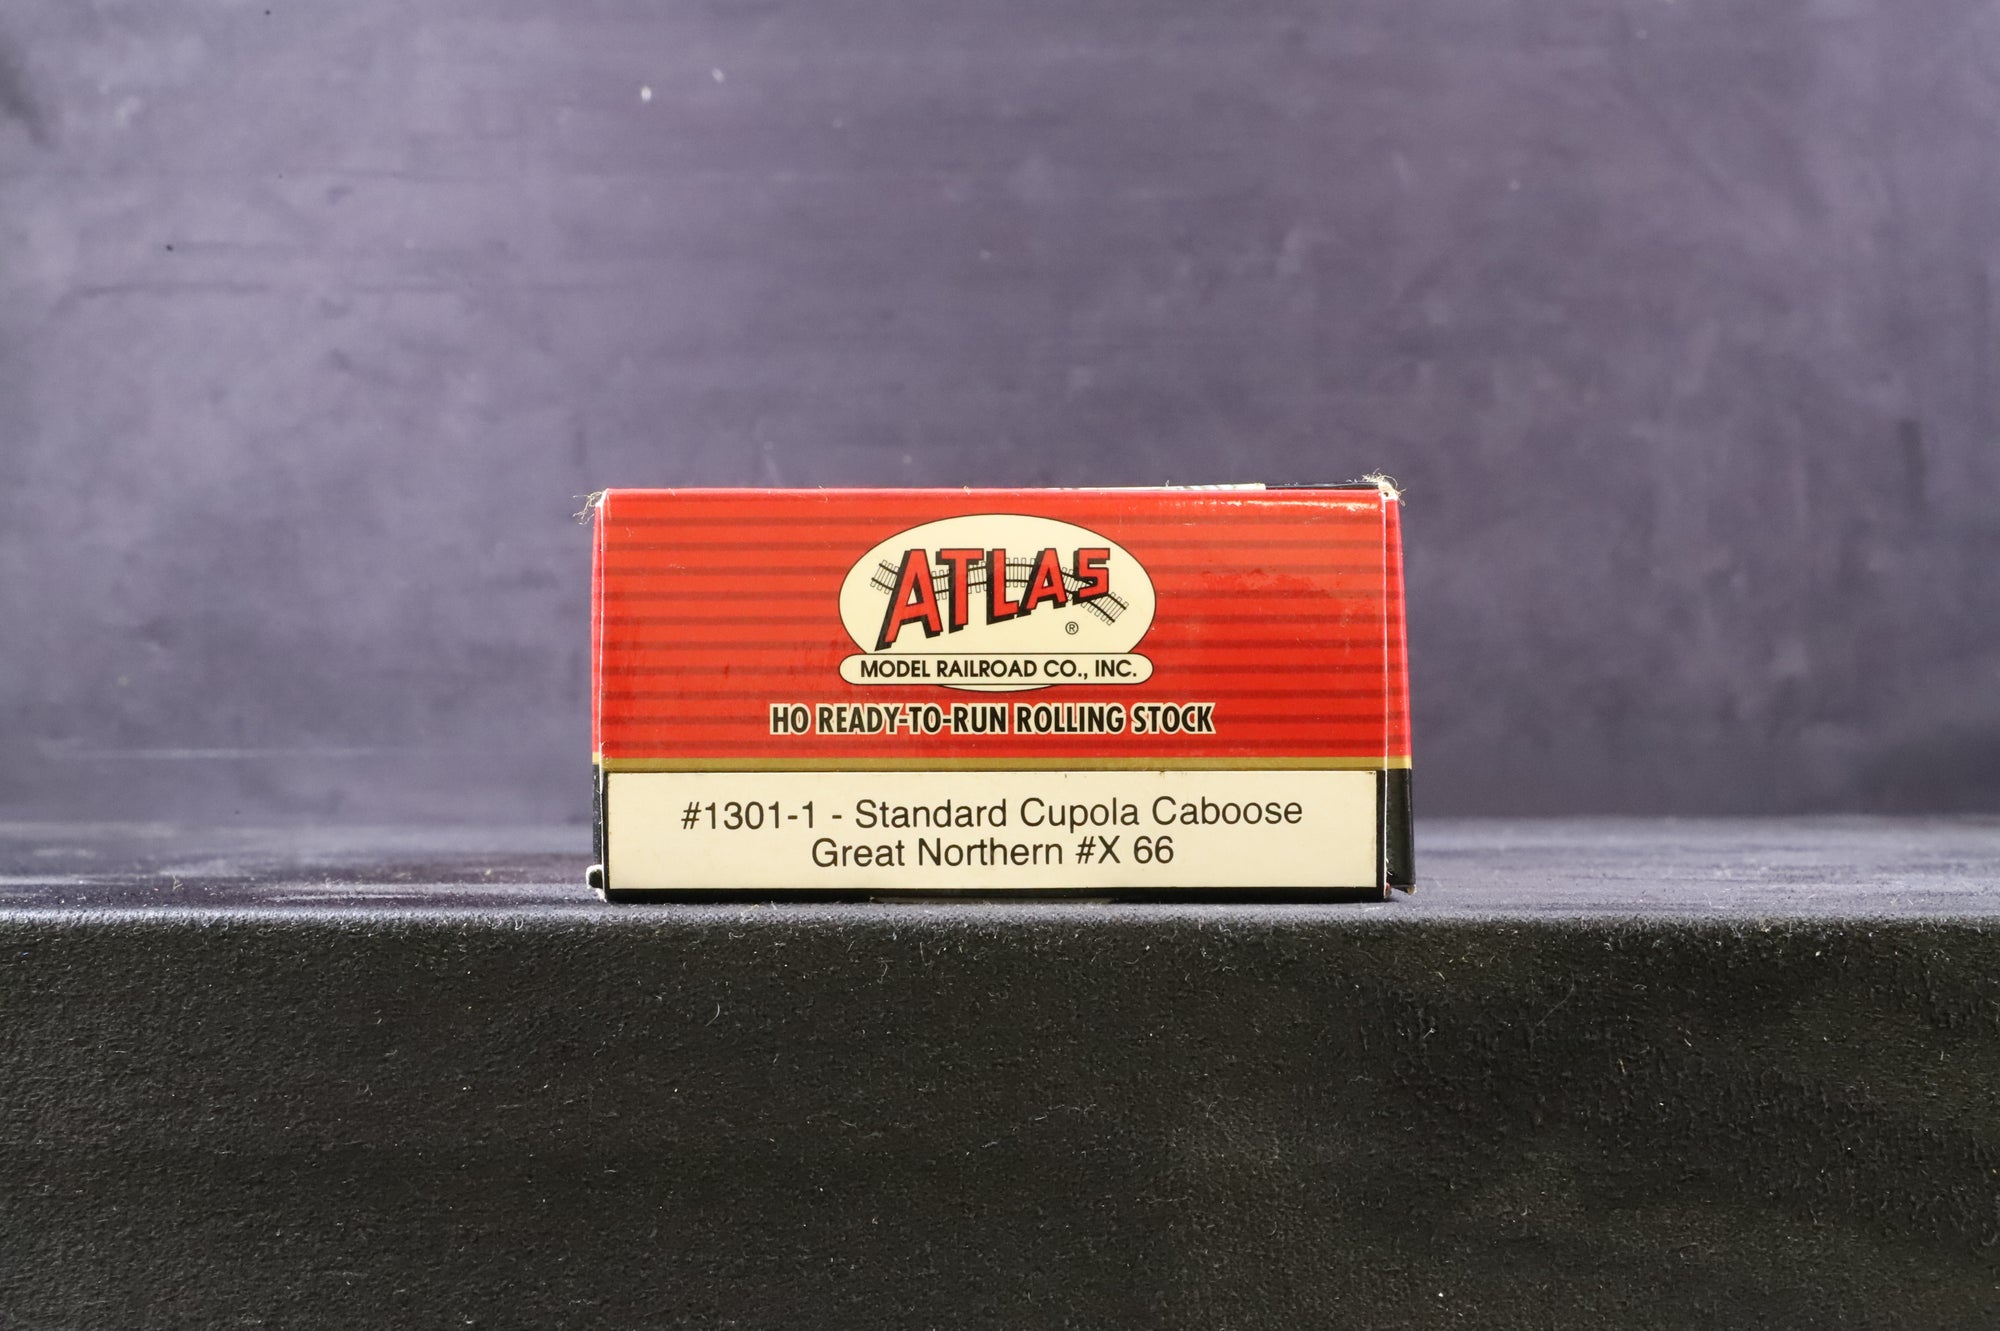 ATLAS
®
MODEL RAILROAD CO., INC.
HO READY-TO-RUN ROLLING STOCK
#1301-1 - Standard Cupola Caboose
Great Northern #X 66